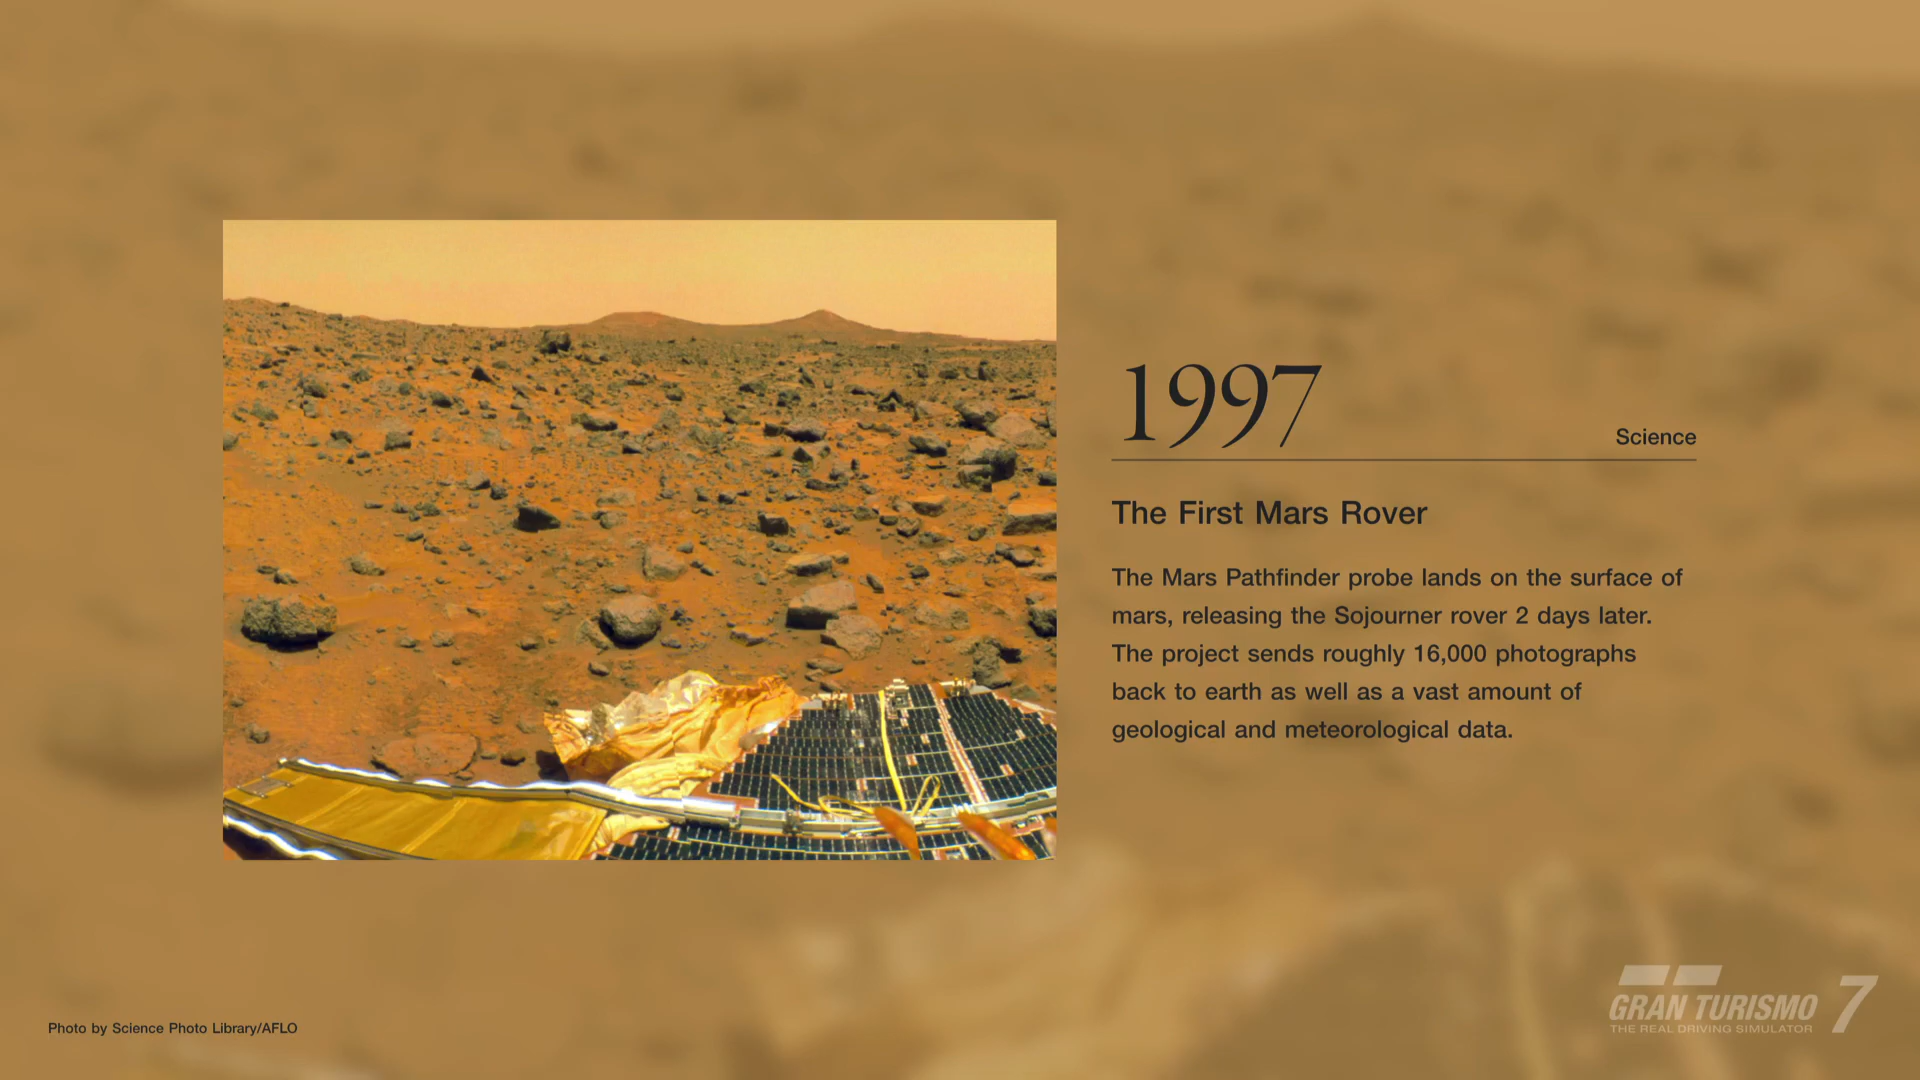 1997
Science
The First Mars Rover
The Mars Pathfinder probe lands on the surface of
mars, releasing the Sojourner rover 2 days later.
The project sends roughly 16,000 photographs
back to earth as well as a vast amount of
geological and meteorological data.
Photo by Science Photo Library/AFLO
GRAN TURISMO 7
THE REAL DRIVING SIMULATOR